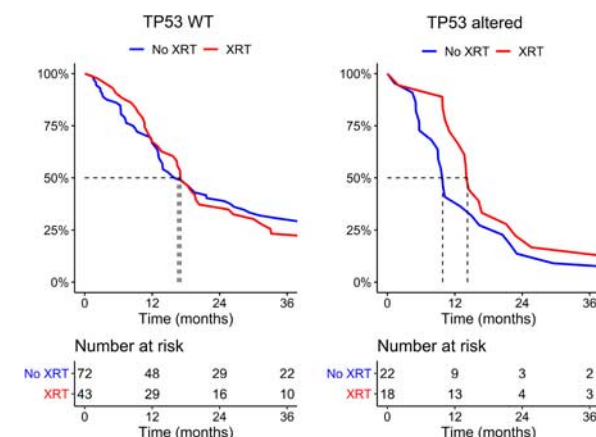 TP53 WT
No XRT XRT
100%
75%
50%
25%
0%
0 12 24 36
Time (months)
Number at risk
No XRT 72 48 29 22
XRT 43 29 16 10
0 12 24 36
Time (months)
TP53 altered
No XRT XRT
100%
75%
50%
25%
0%
0 12 24 36
Time (months)
Number at risk
No XRT 22 9 3 2
XRT 18 13 4 3
0 12 24 36
Time (months)